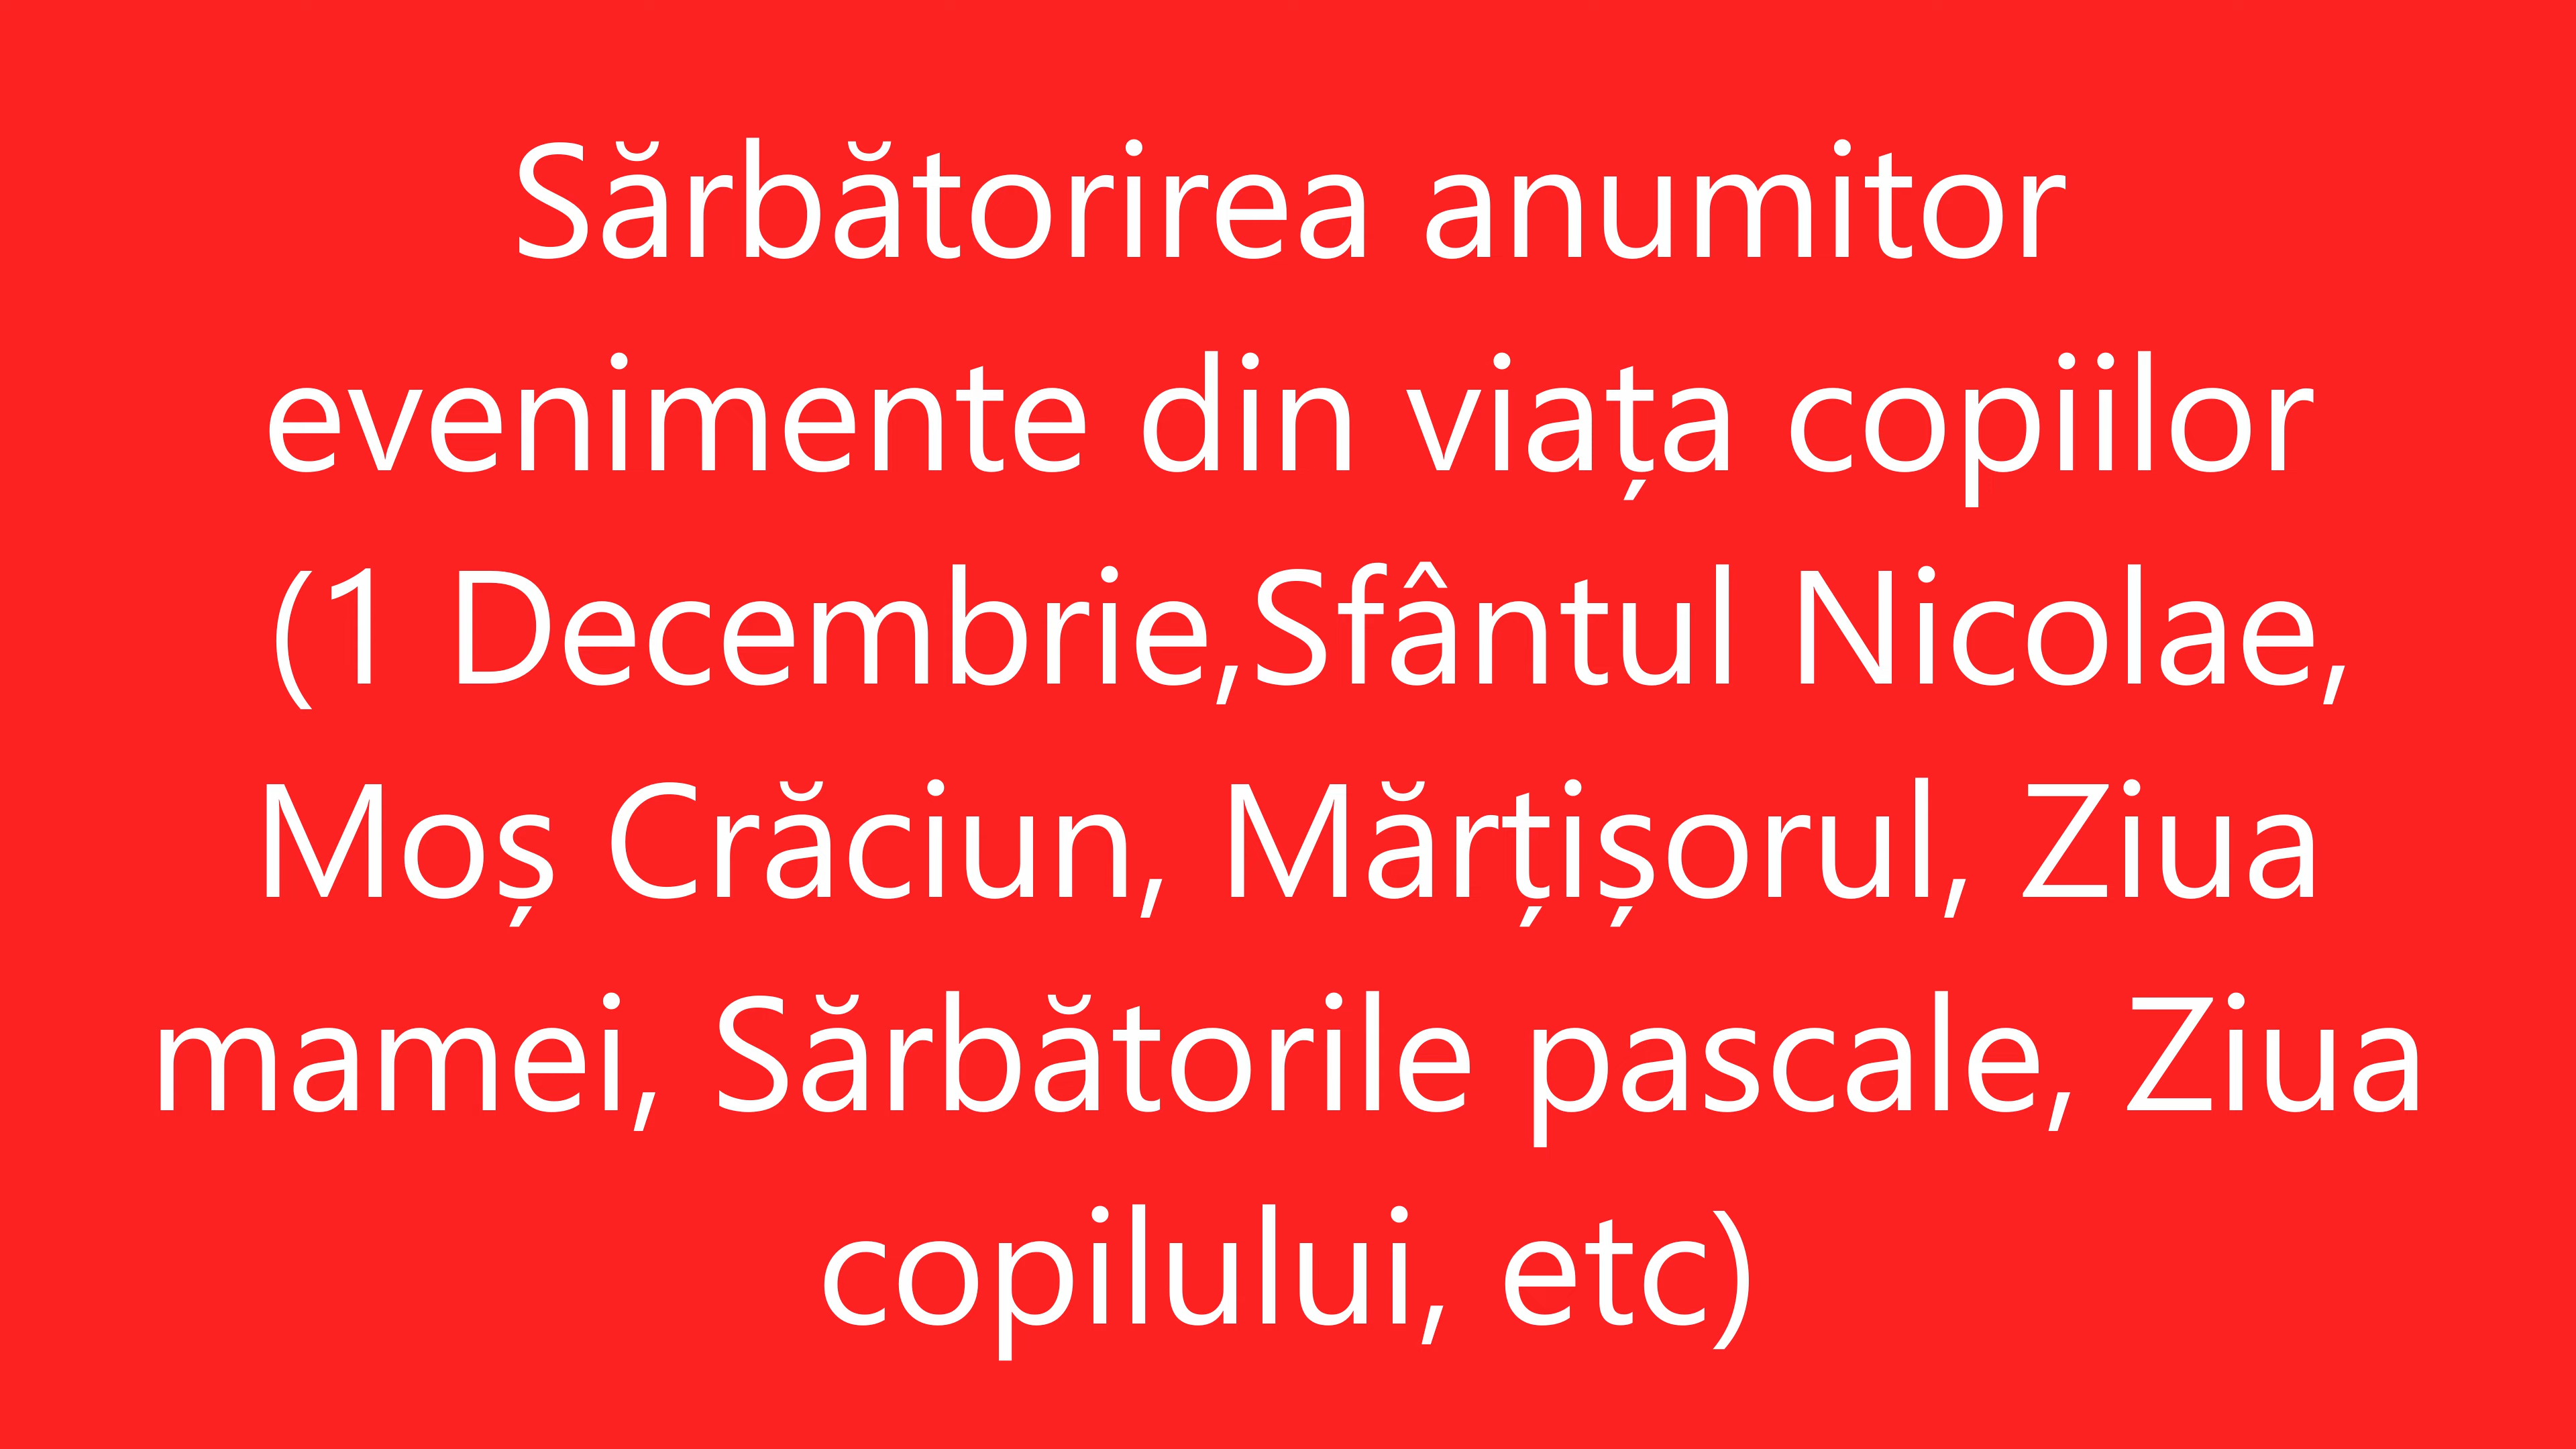 Sărbătorirea anumitor
evenimente din viața copiilor
(1 Decembrie,Sfântul Nicolae,
Moș Crăciun, Mărțișorul, Ziua
mamei, Sărbătorile pascale, Ziua
copilului, etc)